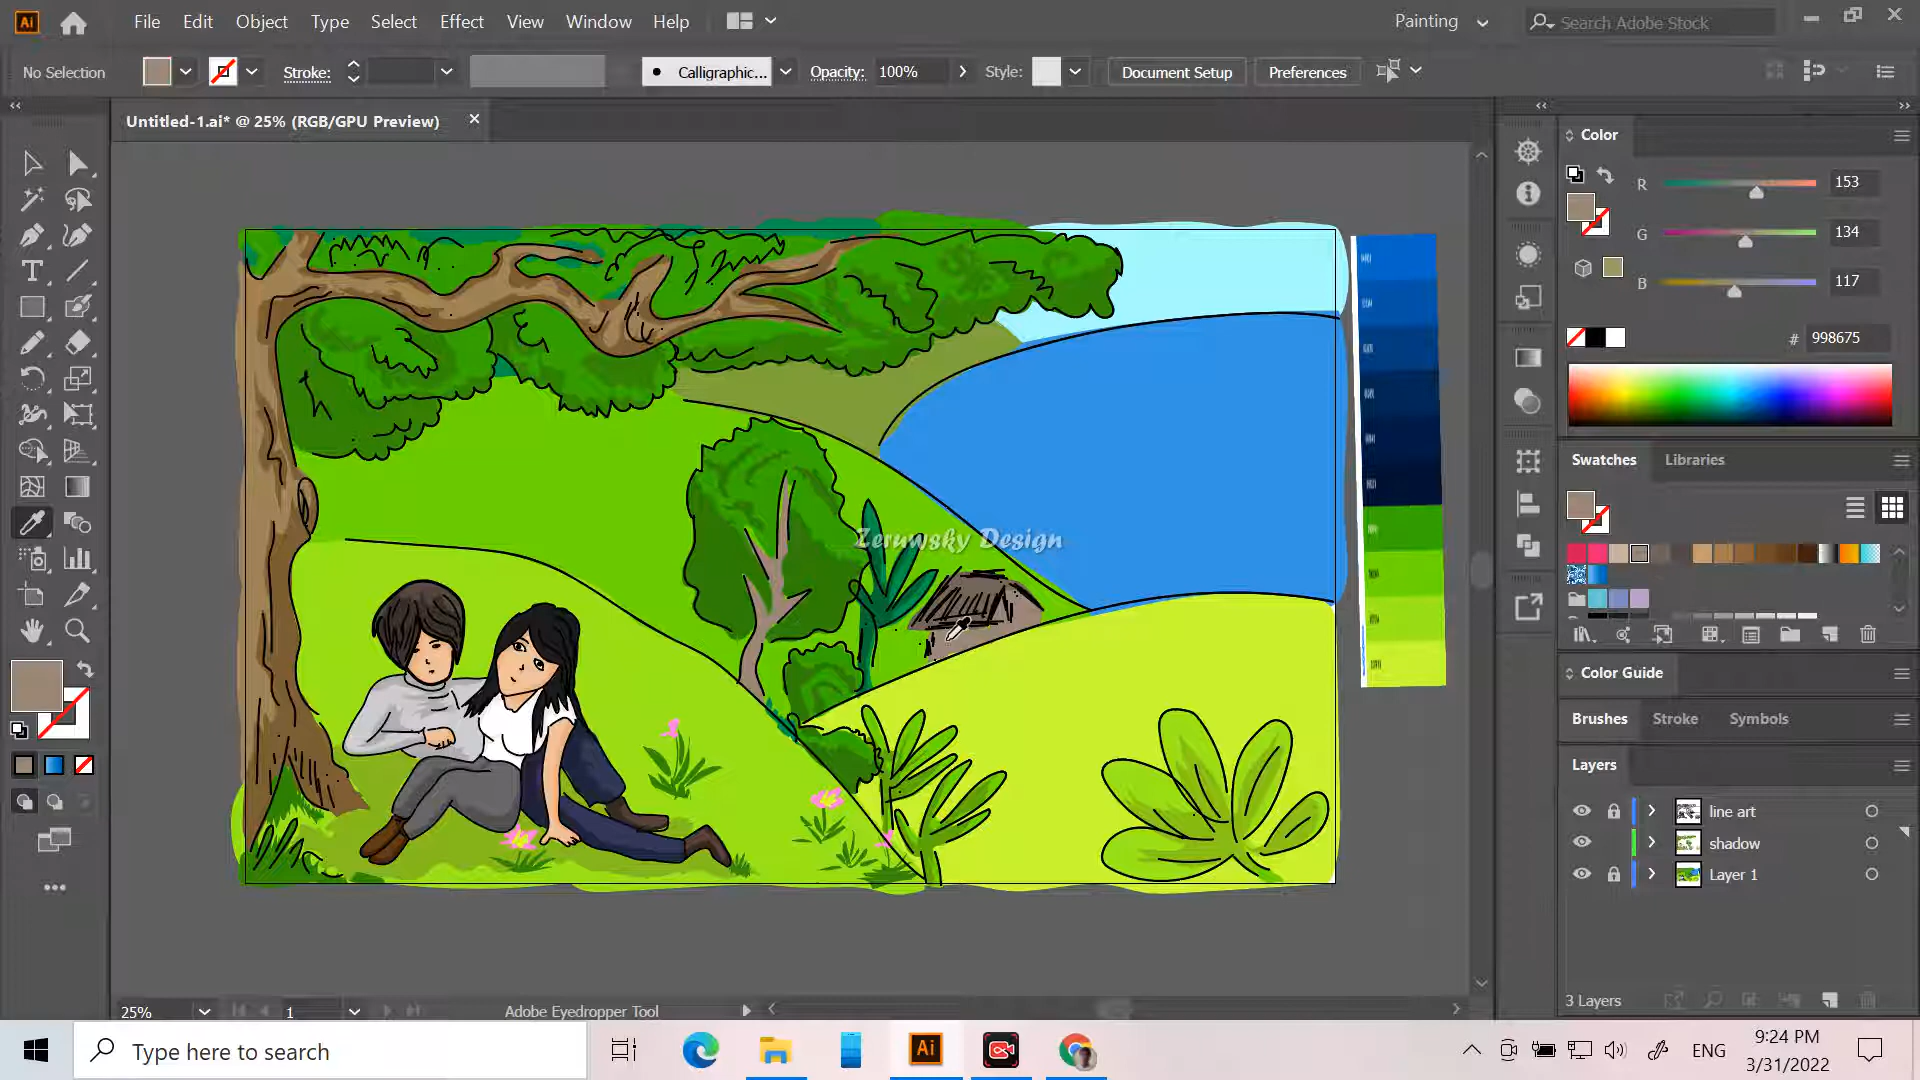 Ai File Edit Object Type Select Effect View Window Help Painting Search Adobe Stock
No Selection Stroke: Calligraphic... Opacity: 100% Style: Document Setup Preferences
Untitled-1.ai* @ 25% (RGB/GPU Preview)
Color
R 153
G 134
B 117
# 998675
Swatches Libraries
Zeruwsky Design
Color Guide
Brushes Stroke Symbols
Layers
line art
shadow
Layer 1
3 Layers
25% 1 Adobe Eyedropper Tool
Type here to search
Ai
ENG
9:24 PM
3/31/2022